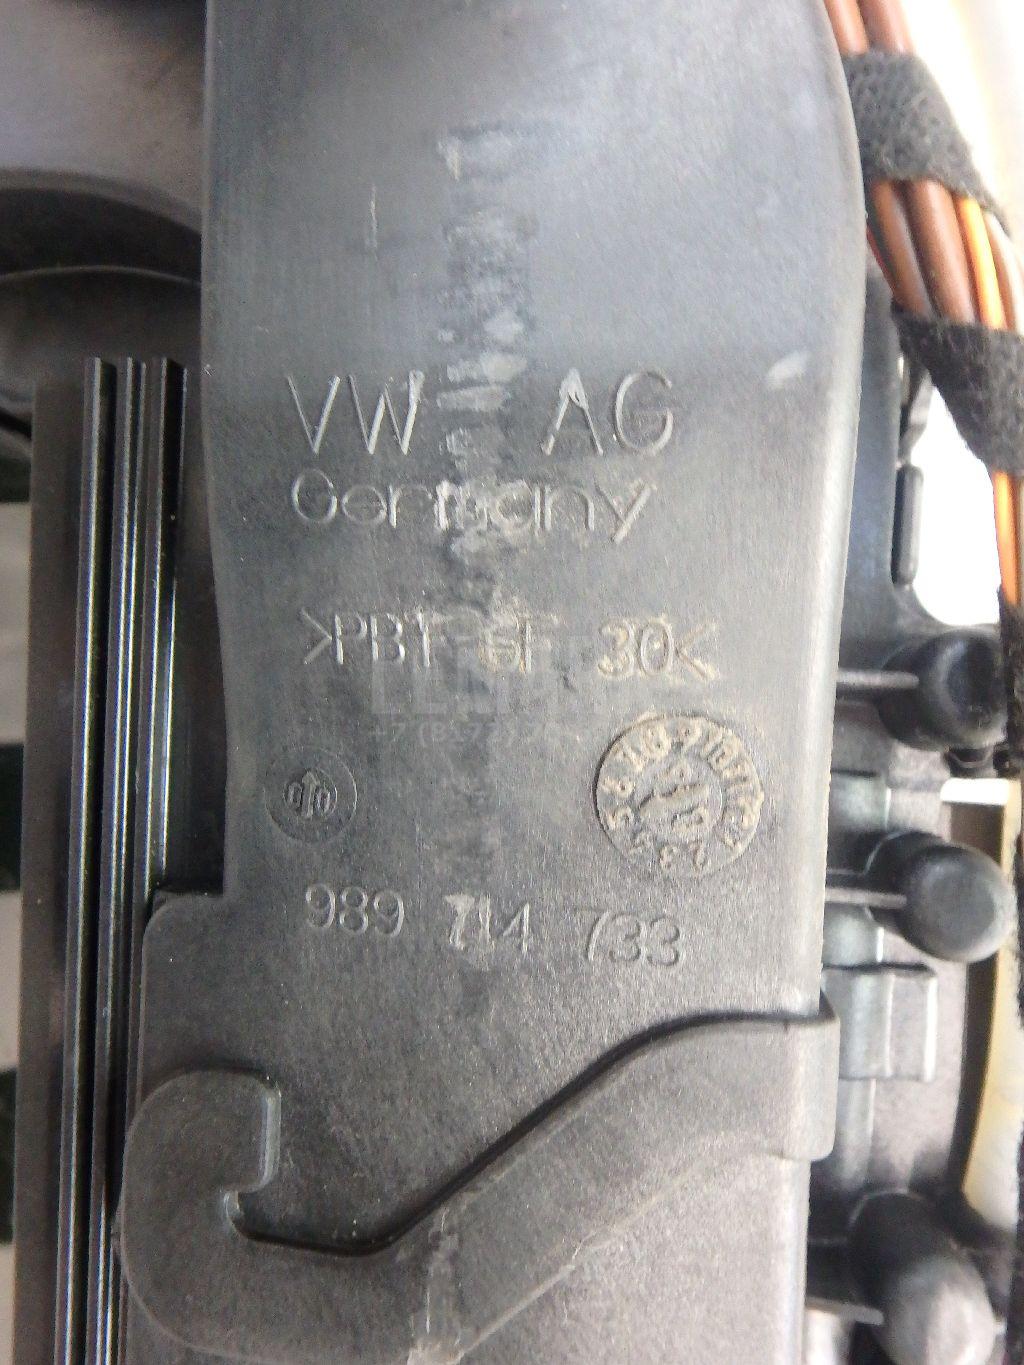 VW AG
Germany
>PBT GF 30<
989 714 733